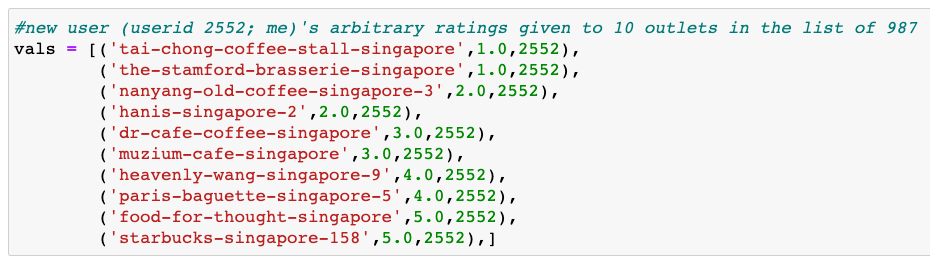 #new user (userid 2552; me)'s arbitrary ratings given to 10 outlets in the list of 987
vals = [('tai-chong-coffee-stall-singapore',1.0,2552),
('the-stamford-brasserie-singapore',1.0,2552),
('nanyang-old-coffee-singapore-3',2.0,2552),
('hanis-singapore-2',2.0,2552),
('dr-cafe-coffee-singapore',3.0,2552),
('muzium-cafe-singapore',3.0,2552),
('heavenly-wang-singapore-9',4.0,2552),
('paris-baguette-singapore-5',4.0,2552),
('food-for-thought-singapore',5.0,2552),
('starbucks-singapore-158',5.0,2552),]